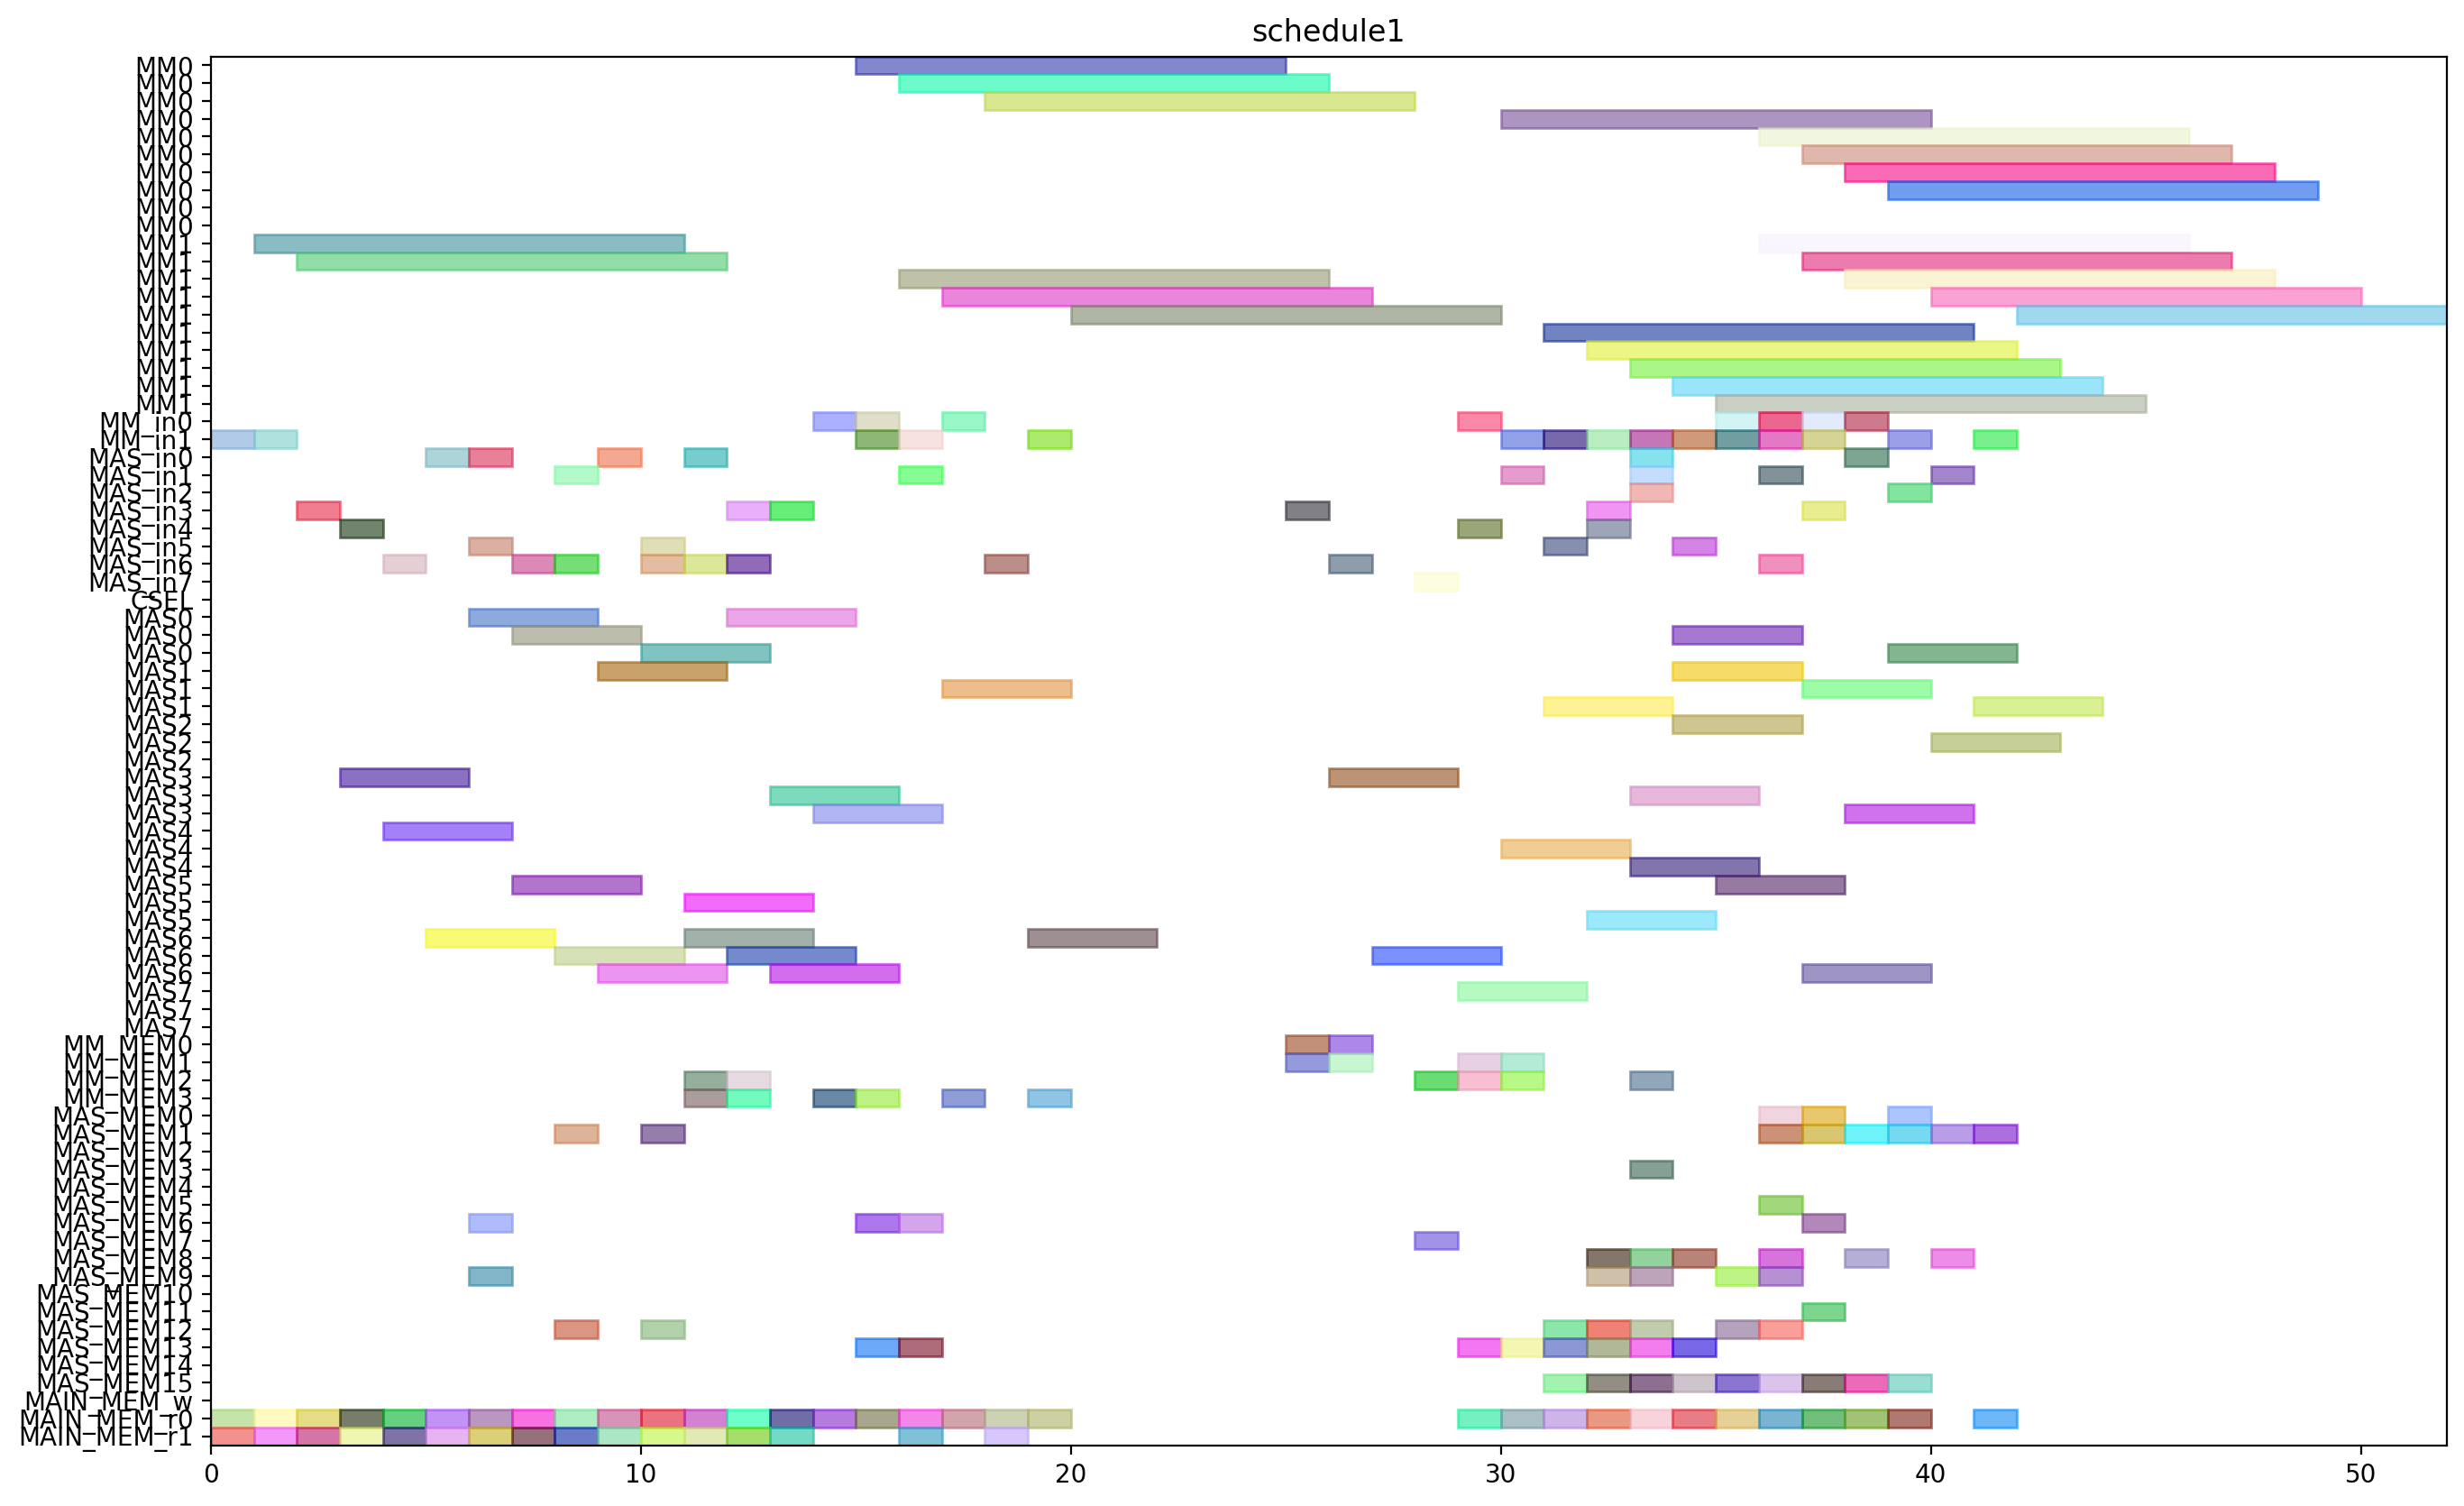 schedule1
MM0
MM0
MM0
MM0
MM0
MM0
MM0
MM0
MM0
MM0
MM1
MM1
MM1
MM1
MM1
MM1
MM1
MM1
MM1
MM1
MM_in0
MM_in1
MAS_in0
MAS_in1
MAS_in2
MAS_in3
MAS_in4
MAS_in5
MAS_in6
MAS_in7
CSEL
MAS0
MAS0
MAS0
MAS1
MAS1
MAS1
MAS2
MAS2
MAS2
MAS3
MAS3
MAS3
MAS4
MAS4
MAS4
MAS5
MAS5
MAS5
MAS6
MAS6
MAS6
MAS7
MAS7
MAS7
MM_MEM0
MM_MEM1
MM_MEM2
MM_MEM3
MAS_MEM0
MAS_MEM1
MAS_MEM2
MAS_MEM3
MAS_MEM4
MAS_MEM5
MAS_MEM6
MAS_MEM7
MAS_MEM8
MAS_MEM9
MAS_MEM10
MAS_MEM11
MAS_MEM12
MAS_MEM13
MAS_MEM14
MAS_MEM15
MAIN_MEM_w
MAIN_MEM_r0
MAIN_MEM_r1
0 10 20 30 40 50